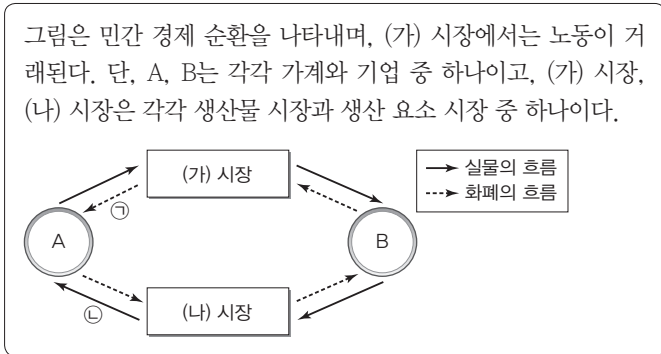 그림은 민간 경제 순환을 나타내며, (가) 시장에서는 노동이 거
래된다. 단, A, B는 각각 가계와 기업 중 하나이고, (가) 시장,
(나) 시장은 각각 생산물 시장과 생산 요소 시장 중 하나이다.
(가) 시장
실물의 흐름
화폐의 흐름
㉠
A
B
㉡
(나) 시장